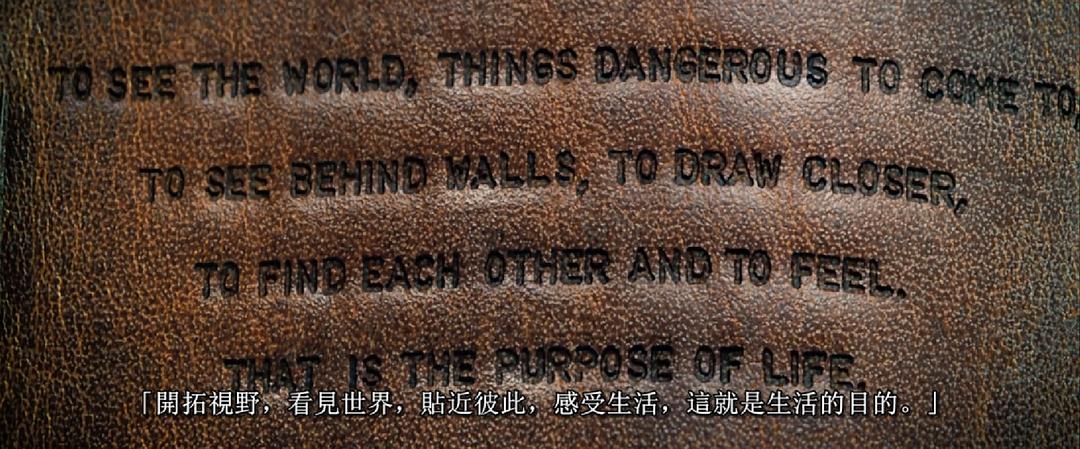 TO SEE THE WORLD, THINGS DANGEROUS TO COME TO,
TO SEE BEHIND WALLS, TO DRAW CLOSER,
TO FIND EACH OTHER AND TO FEEL.
THAT IS THE PURPOSE OF LIFE.
「開拓視野，看見世界，貼近彼此，感受生活，這就是生活的目的。」